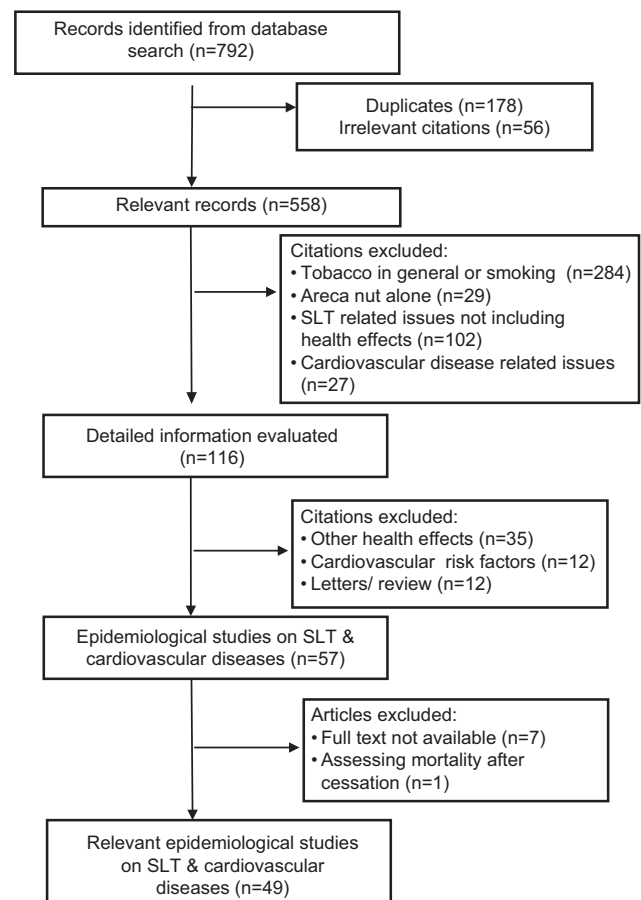 Records identified from database
search (n=792)
Duplicates (n=178)
Irrelevant citations (n=56)
Relevant records (n=558)
Citations excluded:
• Tobacco in general or smoking (n=284)
• Areca nut alone (n=29)
• SLT related issues not including
health effects (n=102)
• Cardiovascular disease related issues
(n=27)
Detailed information evaluated
(n=116)
Citations excluded:
• Other health effects (n=35)
• Cardiovascular risk factors (n=12)
• Letters/ review (n=12)
Epidemiological studies on SLT &
cardiovascular diseases (n=57)
Articles excluded:
• Full text not available (n=7)
• Assessing mortality after
cessation (n=1)
Relevant epidemiological studies
on SLT & cardiovascular
diseases (n=49)